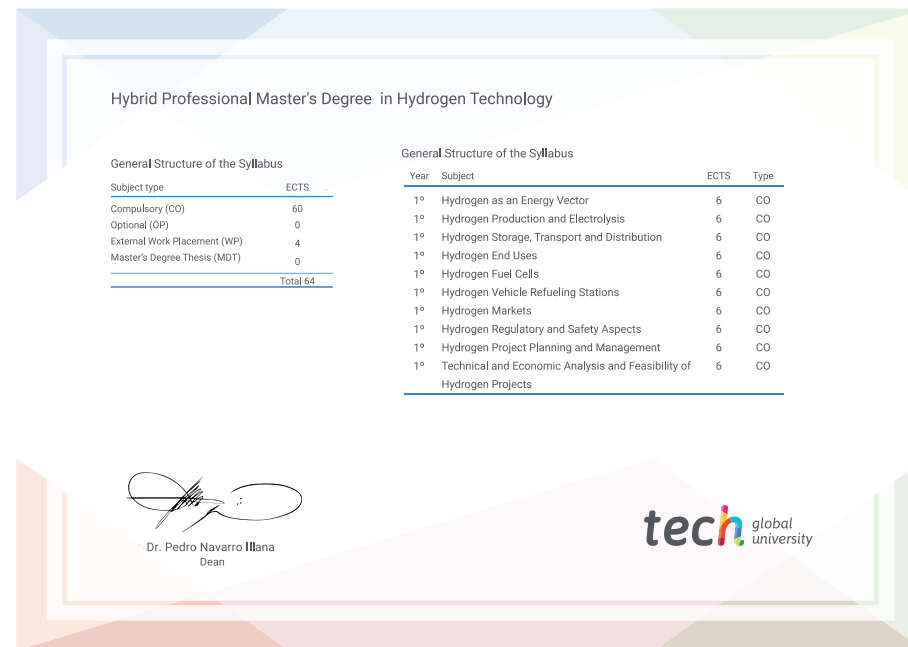 Hybrid Professional Master's Degree in Hydrogen Technology
General Structure of the Syllabus
Subject type ECTS
Compulsory (CO) 60
Optional (OP) 0
External Work Placement (WP) 4
Master's Degree Thesis (MDT) 0
Total 64
General Structure of the Syllabus
Year Subject ECTS Type
1º Hydrogen as an Energy Vector 6 CO
1º Hydrogen Production and Electrolysis 6 CO
1º Hydrogen Storage, Transport and Distribution 6 CO
1º Hydrogen End Uses 6 CO
1º Hydrogen Fuel Cells 6 CO
1º Hydrogen Vehicle Refueling Stations 6 CO
1º Hydrogen Markets 6 CO
1º Hydrogen Regulatory and Safety Aspects 6 CO
1º Hydrogen Project Planning and Management 6 CO
1º Technical and Economic Analysis and Feasibility of 6 CO
Hydrogen Projects
Dr. Pedro Navarro Illana
Dean
tech global
university